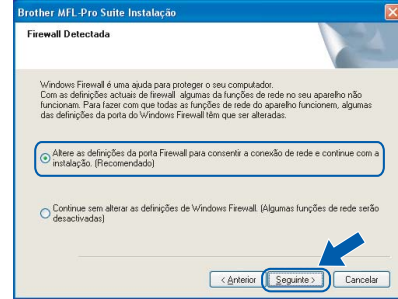 Brother MFL-Pro Suite Instalação
Firewall Detectada
Windows Firewall é uma ajuda para proteger o seu computador.
Com as definições actuais de firewall algumas da funções de rede no seu aparelho não
funcionam. Para fazer com que todas as funções de rede do aparelho funcionem, algumas
das definições da porta do Windows Firewall têm que ser alteradas.
Altere as definições da porta Firewall para consentir a conexão de rede e continue com a
instalação. (Recomendado)
Continue sem alterar as definições de Windows Firewall. (Algumas funções de rede serão
desactivadas)
< Anterior Seguinte > Cancelar